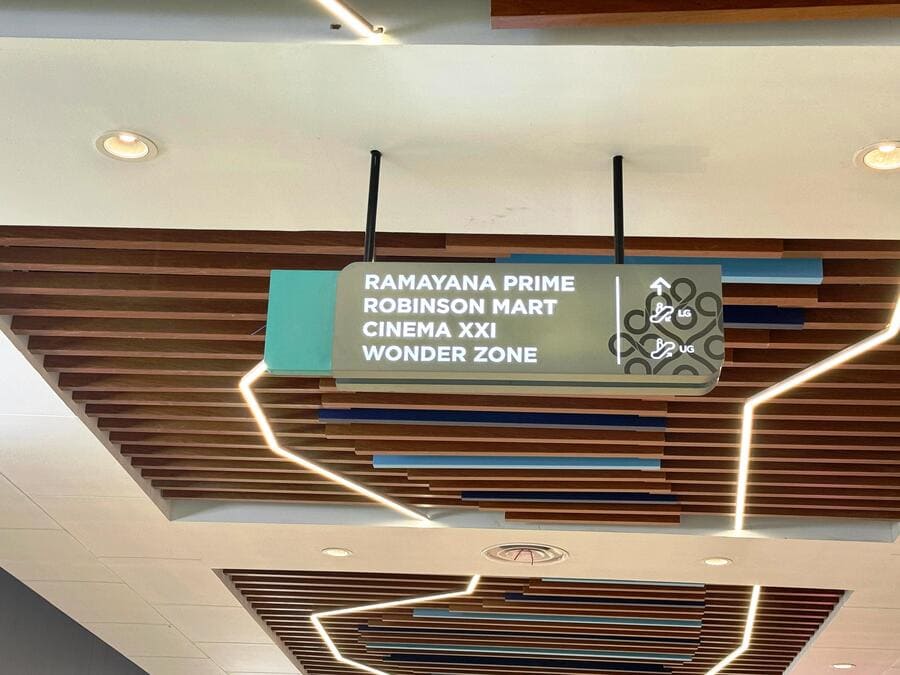 RAMAYANA PRIME
ROBINSON MART
CINEMA XXI
WONDER ZONE
LG
UG